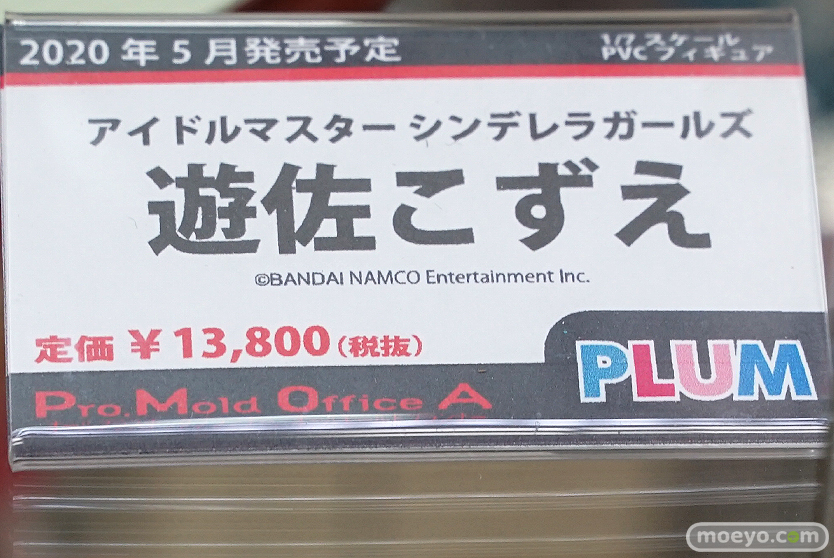 2020年5月発売予定
1/7 スケール
PVC フィギュア
アイドルマスター シンデレラガールズ
遊佐こずえ
©BANDAI NAMCO Entertainment Inc.
定価 ¥13,800(税抜)
PLUM
Pro.Mold Office A
moeyo.com